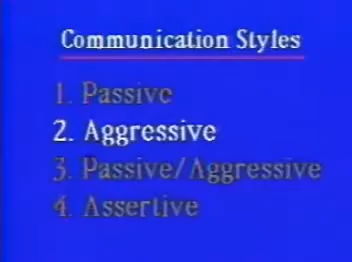 Communication Styles
1. Passive
2. Aggressive
3. Passive/Aggressive
4. Assertive